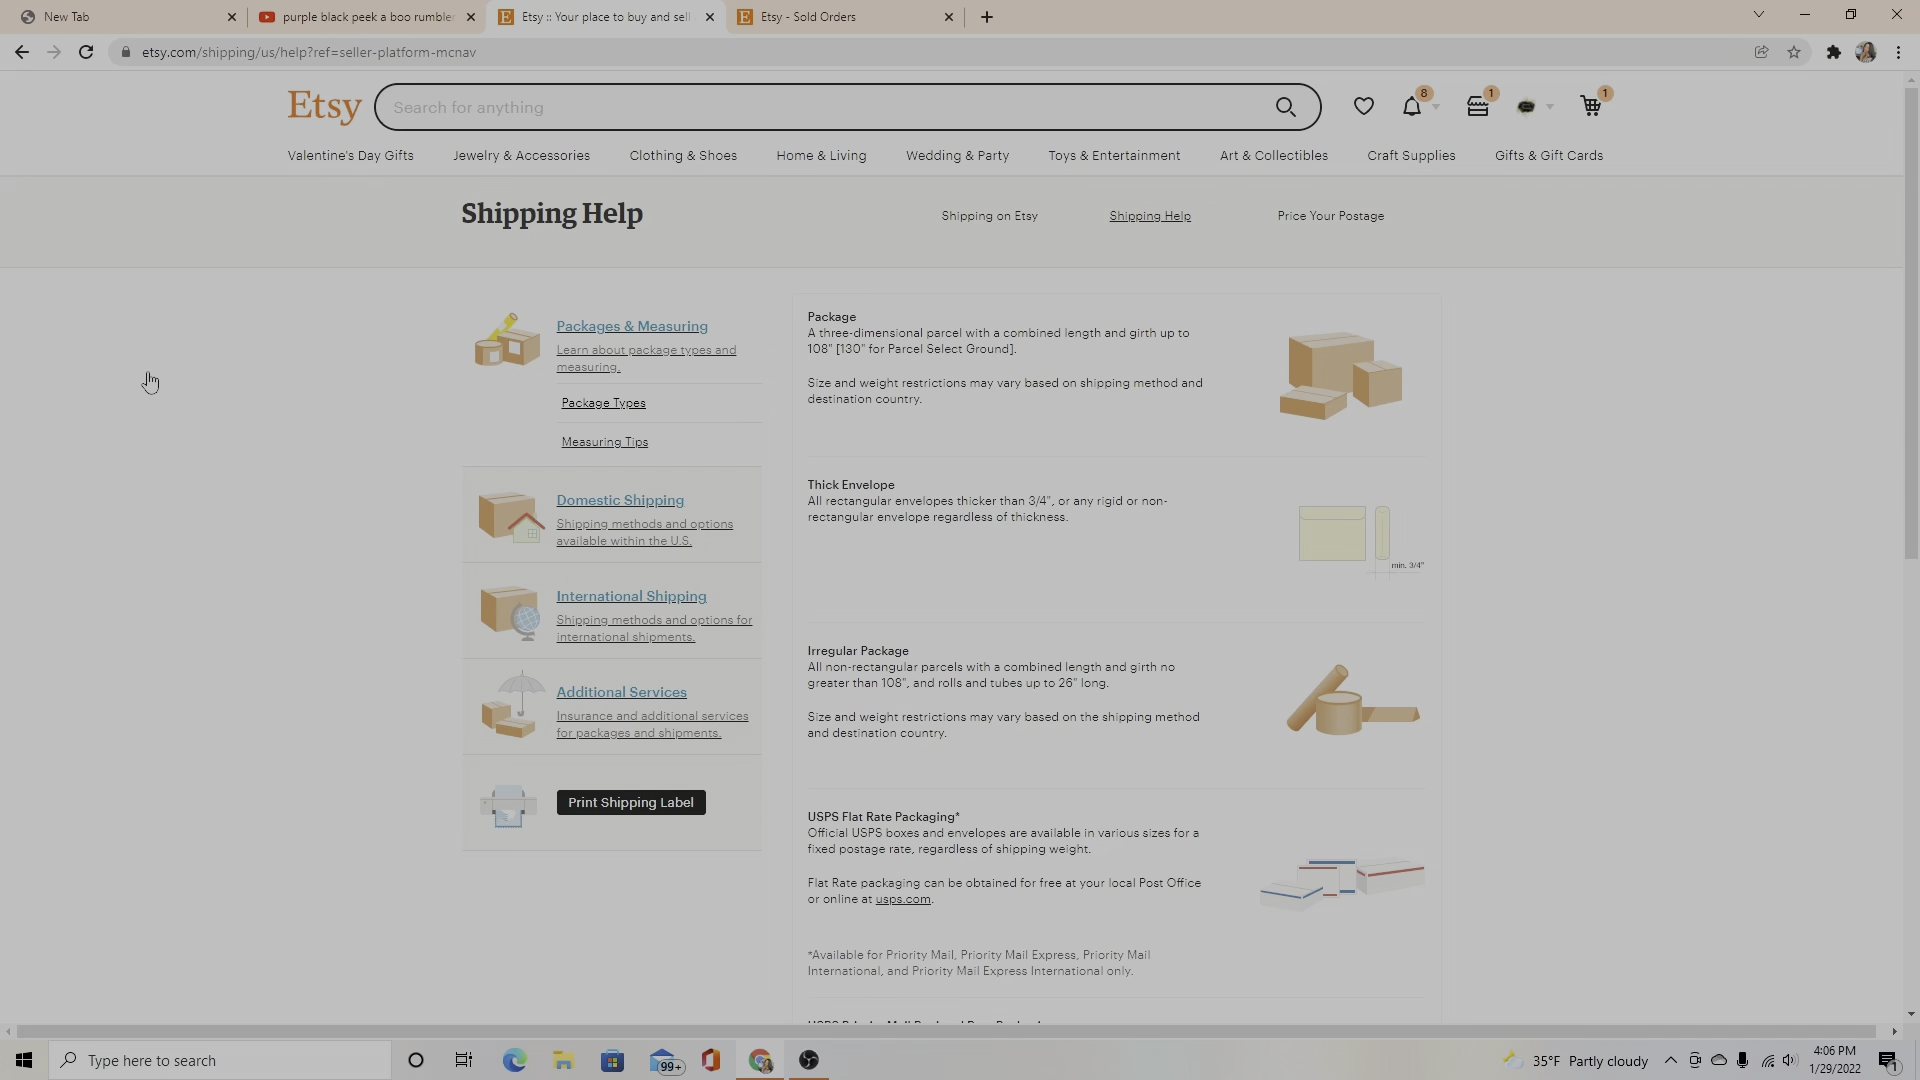 New Tab
purple black peek a boo rumbler
Etsy :: Your place to buy and sell
Etsy - Sold Orders
etsy.com/shipping/us/help?ref=seller-platform-mcnav
Etsy
Search for anything
8
1
1
Valentine's Day Gifts
Jewelry & Accessories
Clothing & Shoes
Home & Living
Wedding & Party
Toys & Entertainment
Art & Collectibles
Craft Supplies
Gifts & Gift Cards
Shipping Help
Shipping on Etsy
Shipping Help
Price Your Postage
Packages & Measuring
Learn about package types and
measuring.
Package Types
Measuring Tips
Domestic Shipping
Shipping methods and options
available within the U.S.
International Shipping
Shipping methods and options for
international shipments.
Additional Services
Insurance and additional services
for packages and shipments.
Print Shipping Label
Package
A three-dimensional parcel with a combined length and girth up to
108" [130" for Parcel Select Ground].
Size and weight restrictions may vary based on shipping method and
destination country.
Thick Envelope
All rectangular envelopes thicker than 3/4", or any rigid or non-
rectangular envelope regardless of thickness.
min. 3/4"
Irregular Package
All non-rectangular parcels with a combined length and girth no
greater than 108", and rolls and tubes up to 26" long.
Size and weight restrictions may vary based on the shipping method
and destination country.
USPS Flat Rate Packaging*
Official USPS boxes and envelopes are available in various sizes for a
fixed postage rate, regardless of shipping weight.
Flat Rate packaging can be obtained for free at your local Post Office
or online at usps.com.
*Available for Priority Mail, Priority Mail Express, Priority Mail
International, and Priority Mail Express International only.
Type here to search
99+
35°F Partly cloudy
4:06 PM
1/29/2022
1